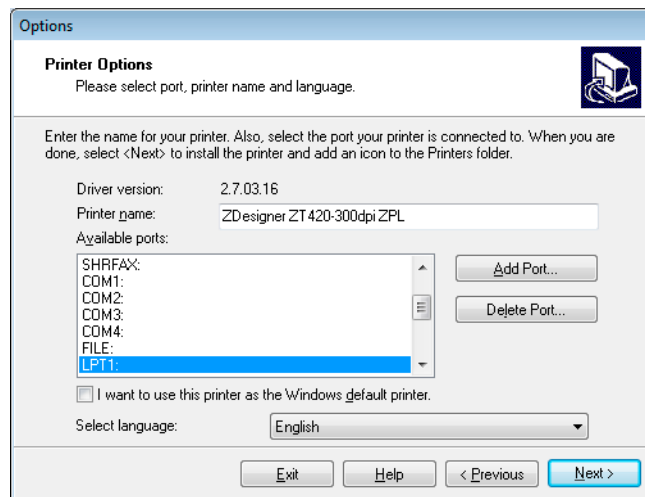 Options
Printer Options
Please select port, printer name and language.
Enter the name for your printer. Also, select the port your printer is connected to. When you are
done, select <Next> to install the printer and add an icon to the Printers folder.
Driver version: 2.7.03.16
Printer name: ZDesigner ZT420-300dpi ZPL
Available ports:
SHRFAX:
COM1:
COM2:
COM3:
COM4:
FILE:
LPT1:
Add Port...
Delete Port...
I want to use this printer as the Windows default printer.
Select language: English
Exit Help < Previous Next >